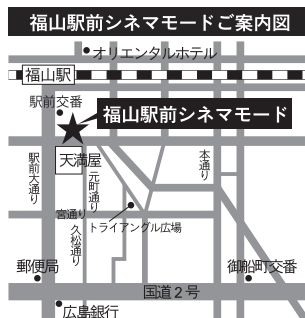 福山駅前シネマモードご案内図
オリエンタルホテル
福山駅
駅前交番
福山駅前シネマモード
天満屋
駅前大通り
元町通り
本通り
宮通り
久松通り
トライアングル広場
郵便局
御船町交番
国道2号
広島銀行